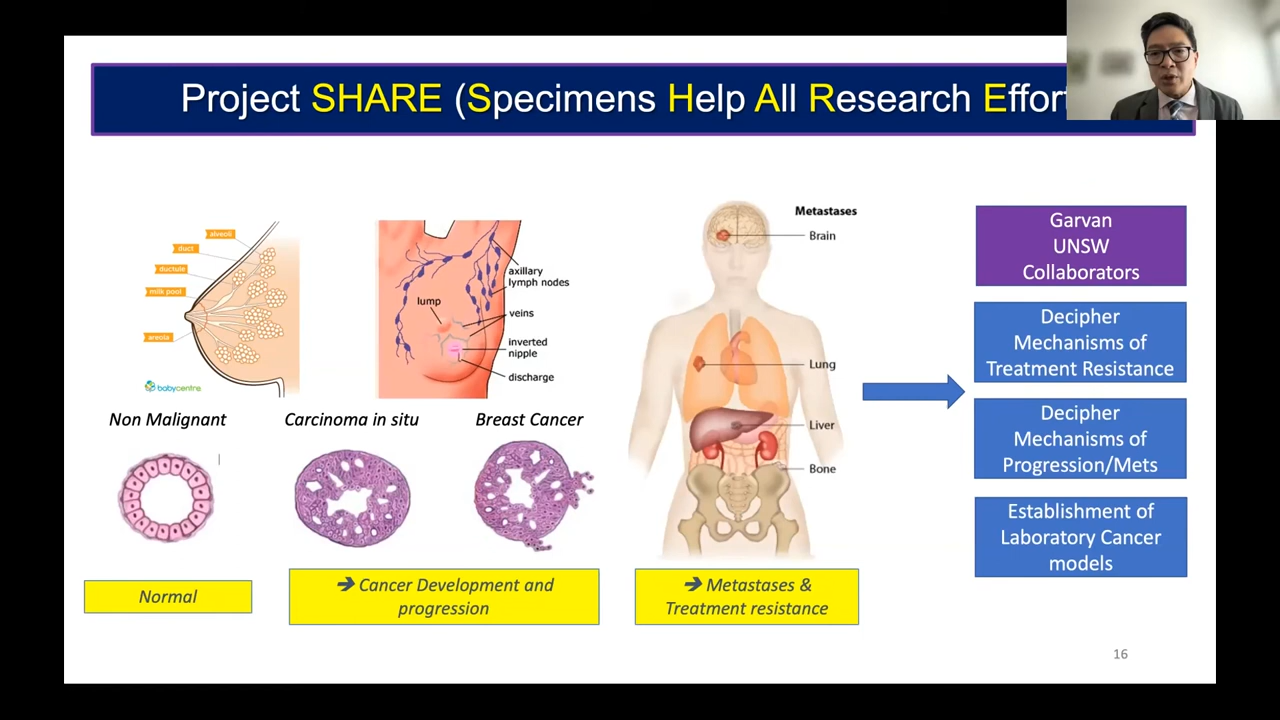 Project SHARE (Specimens Help All Research Effor
alveoli
duct
ductule
milk pool
areola
babycentre
axillary
lymph nodes
lump
veins
inverted
nipple
discharge
Metastases
Brain
Lung
Liver
Bone
Non Malignant
Carcinoma in situ
Breast Cancer
Normal
➔ Cancer Development and
progression
➔ Metastases &
Treatment resistance
Garvan
UNSW
Collaborators
Decipher
Mechanisms of
Treatment Resistance
Decipher
Mechanisms of
Progression/Mets
Establishment of
Laboratory Cancer
models
16